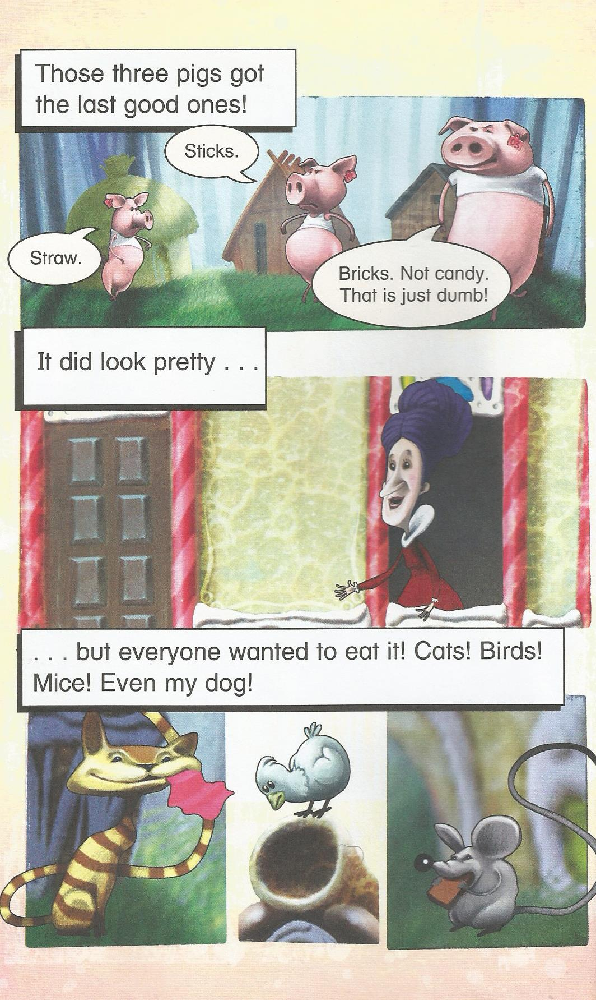 Those three pigs got
the last good ones!
Sticks.
Straw.
Bricks. Not candy.
That is just dumb!
It did look pretty . . .
. . . but everyone wanted to eat it! Cats! Birds!
Mice! Even my dog!